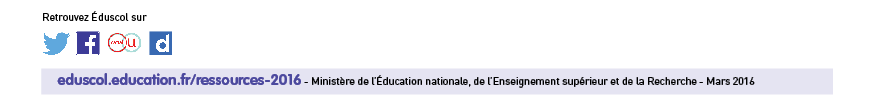 Retrouvez Éduscol sur
eduscol.education.fr/ressources-2016 - Ministère de l'Éducation nationale, de l'Enseignement supérieur et de la Recherche - Mars 2016